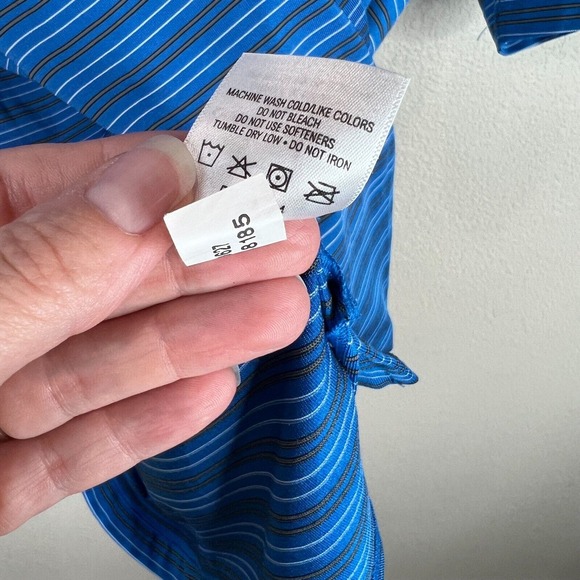 MACHINE WASH COLD/LIKE COLORS
DO NOT BLEACH
DO NOT USE SOFTENERS
TUMBLE DRY LOW • DO NOT IRON
8185